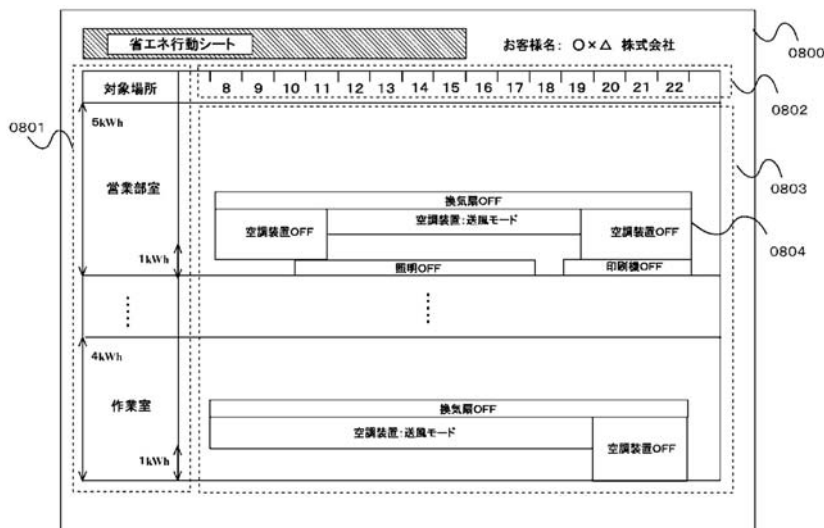 省エネ行動シート
お客様名: ○×△ 株式会社
0800
対象場所
8 9 10 11 12 13 14 15 16 17 18 19 20 21 22
0801
0802
5kWh
0803
営業部室
換気扇OFF
空調装置OFF
空調装置:送風モード
空調装置OFF
0804
1kWh
照明OFF
印刷機OFF
4kWh
作業室
換気扇OFF
空調装置:送風モード
空調装置OFF
1kWh